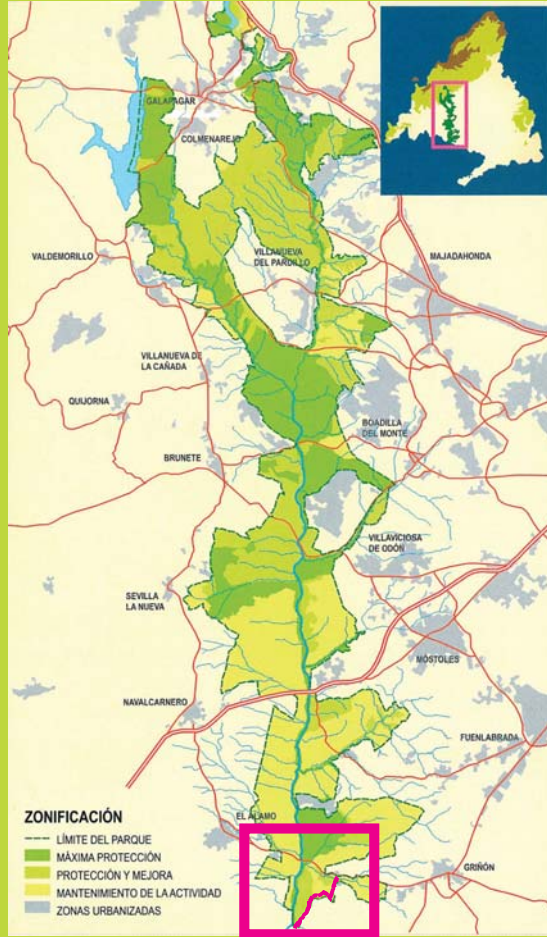 GALAPAGAR
COLMENAREJO
VALDEMORILLO
VILLANUEVA
DEL PARDILLO
MAJADAHONDA
VILLANUEVA DE
LA CAÑADA
QUIJORNA
BOADILLA
DEL MONTE
BRUNETE
VILLAVICIOSA
DE ODÓN
SEVILLA
LA NUEVA
MÓSTOLES
NAVALCARNERO
FUENLABRADA
EL ÁLAMO
GRIÑÓN
ZONIFICACIÓN
LÍMITE DEL PARQUE
MÁXIMA PROTECCIÓN
PROTECCIÓN Y MEJORA
MANTENIMIENTO DE LA ACTIVIDAD
ZONAS URBANIZADAS